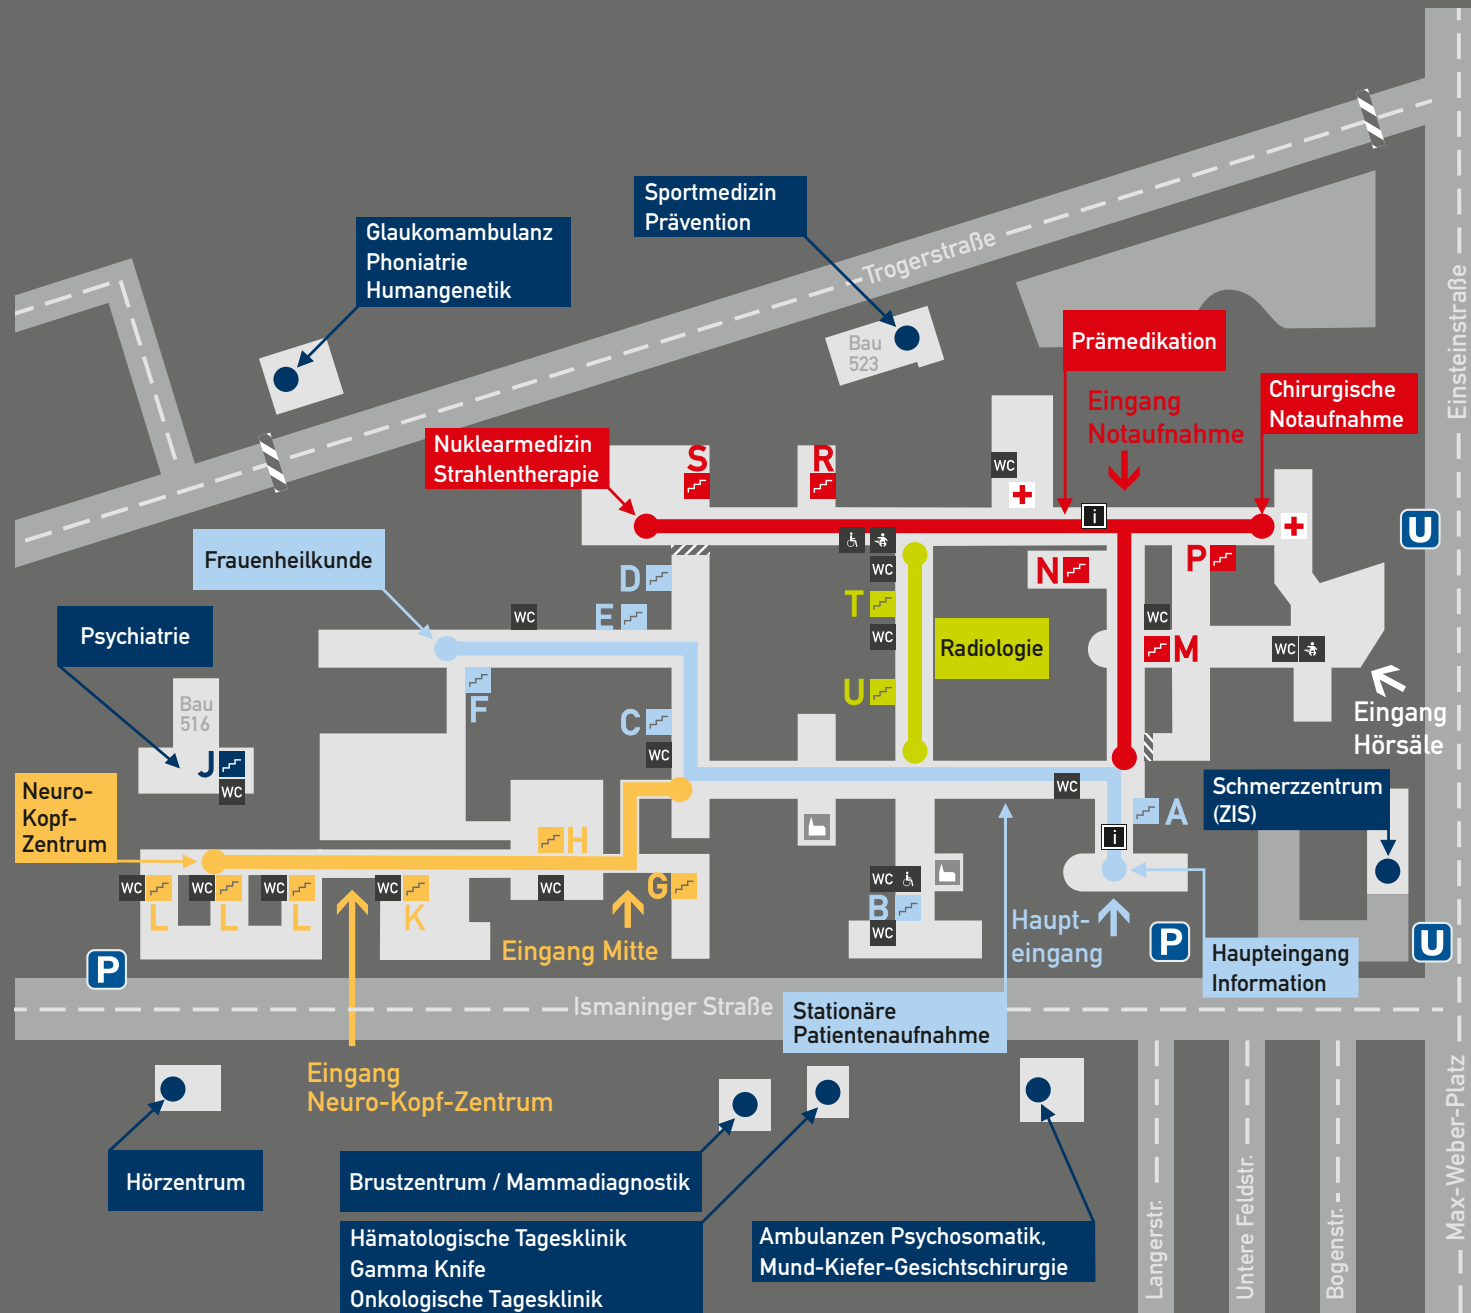 Sportmedizin
Prävention
Glaukomambulanz
Phoniatrie
Humangenetik
Trogerstraße
Einsteinstraße
Bau
523
Prämedikation
Eingang
Notaufnahme
Chirurgische
Notaufnahme
Nuklearmedizin
Strahlentherapie
S
R
WC
i
U
Frauenheilkunde
D
E
WC
WC
T
WC
N
P
WC
M
WC
Radiologie
Psychiatrie
Bau
516
F
C
WC
U
Eingang
Hörsäle
J
WC
Neuro-
Kopf-
Zentrum
WC
A
i
Schmerzzentrum
(ZIS)
H
WC
L
WC
L
WC
L
WC
K
WC
G
WC
B
WC
Haupt-
eingang
P
U
Haupteingang
Information
Eingang Mitte
P
Ismaninger Straße
Stationäre
Patientenaufnahme
Eingang
Neuro-Kopf-Zentrum
Hörzentrum
Brustzentrum / Mammadiagnostik
Hämatologische Tagesklinik
Gamma Knife
Onkologische Tagesklinik
Ambulanzen Psychosomatik,
Mund-Kiefer-Gesichtschirurgie
Langerstr.
Untere Feldstr.
Bogenstr.
Max-Weber-Platz